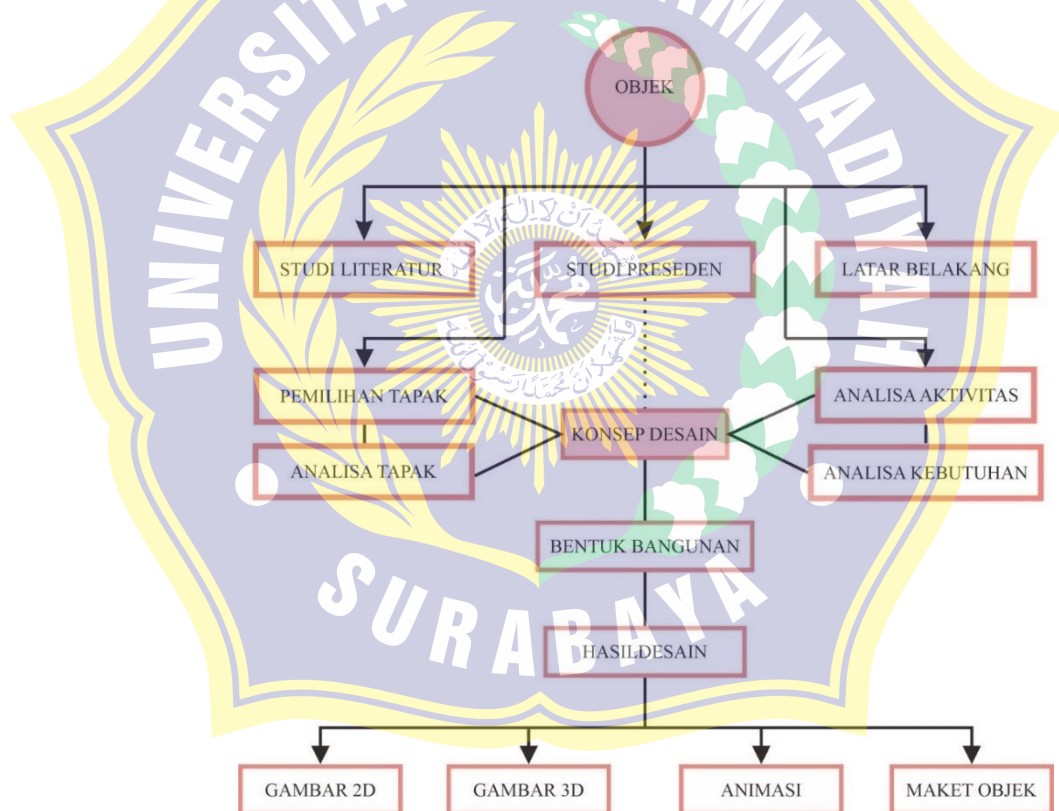 UNIVERSITAS MUHAMMADIYAH
OBJEK
STUDI LITERATUR
STUDI PRESEDEN
LATAR BELAKANG
PEMILIHAN TAPAK
ANALISA AKTIVITAS
KONSEP DESAIN
ANALISA TAPAK
ANALISA KEBUTUHAN
BENTUK BANGUNAN
SURABAYA
HASILDESAIN
GAMBAR 2D
GAMBAR 3D
ANIMASI
MAKET OBJEK